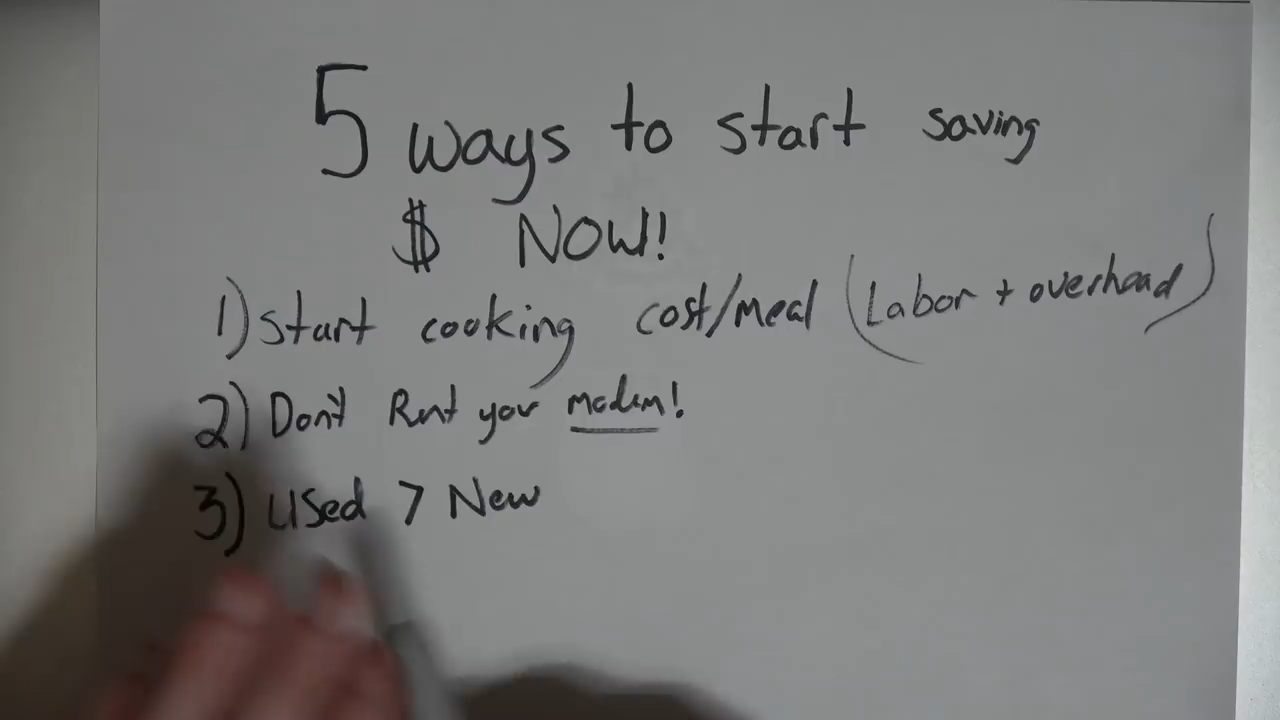 5 ways to start saving
$ NOW!
1) Start cooking cost/meal (Labor + overhead)
2) Don't Rent your modem!
3) Used > New